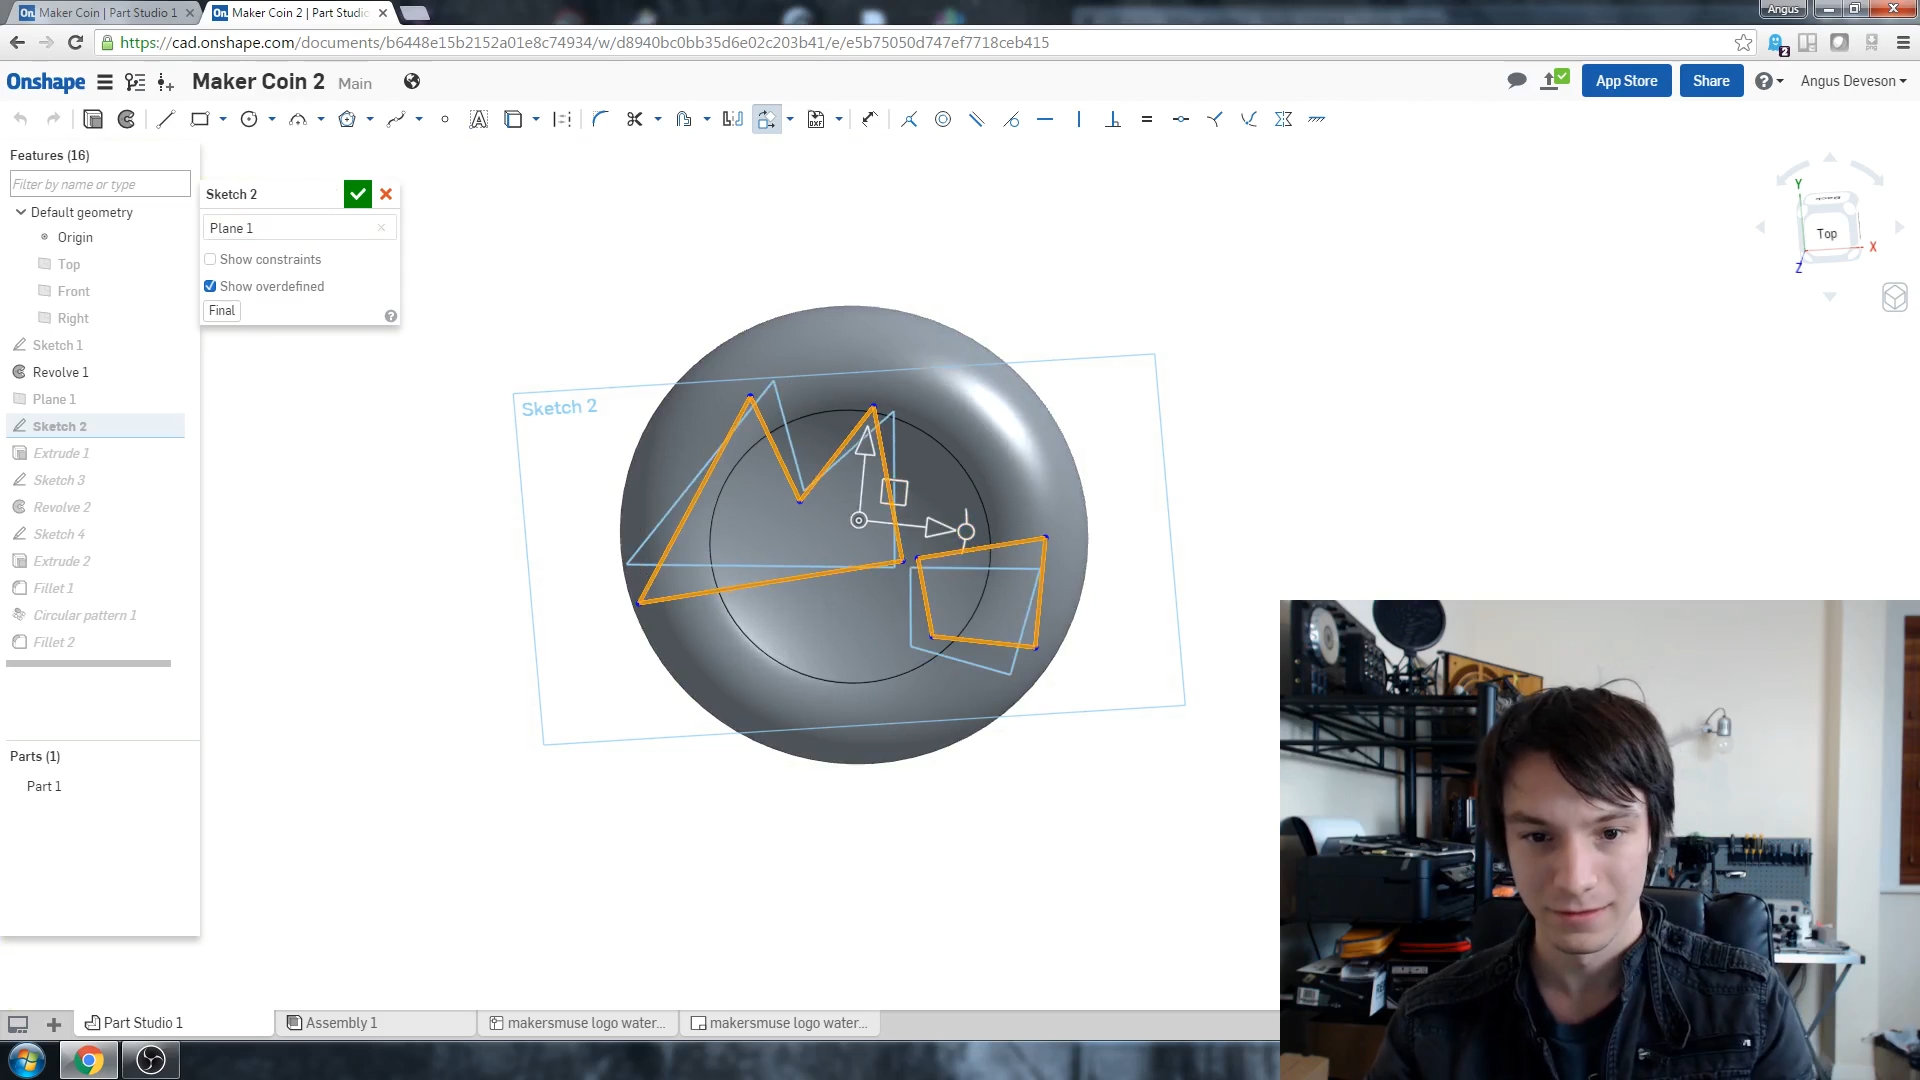 Maker Coin | Part Studio 1
Maker Coin 2 | Part Studio
Angus
https://cad.onshape.com/documents/b6448e15b2152a01e8c74934/w/d8940bc0bb35d6e02c203b41/e/e5b75050d747ef7718ceb415
2
Onshape
Maker Coin 2
Main
App Store
Share
Angus Deveson
DXF
Features (16)
Filter by name or type
Default geometry
Origin
Top
Front
Right
Sketch 1
Revolve 1
Plane 1
Sketch 2
Extrude 1
Sketch 3
Revolve 2
Sketch 4
Extrude 2
Fillet 1
Circular pattern 1
Fillet 2
Parts (1)
Part 1
Sketch 2
Plane 1
Show constraints
Show overdefined
Final
Sketch 2
Y
Top
X
Z
Part Studio 1
Assembly 1
makersmuse logo water...
makersmuse logo water...